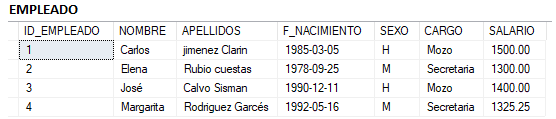 EMPLEADO
ID_EMPLEADO NOMBRE APELLIDOS F_NACIMIENTO SEXO CARGO SALARIO
1 Carlos jimenez Clarin 1985-03-05 H Mozo 1500.00
2 Elena Rubio cuestas 1978-09-25 M Secretaria 1300.00
3 José Calvo Sisman 1990-12-11 H Mozo 1400.00
4 Margarita Rodriguez Garcés 1992-05-16 M Secretaria 1325.25